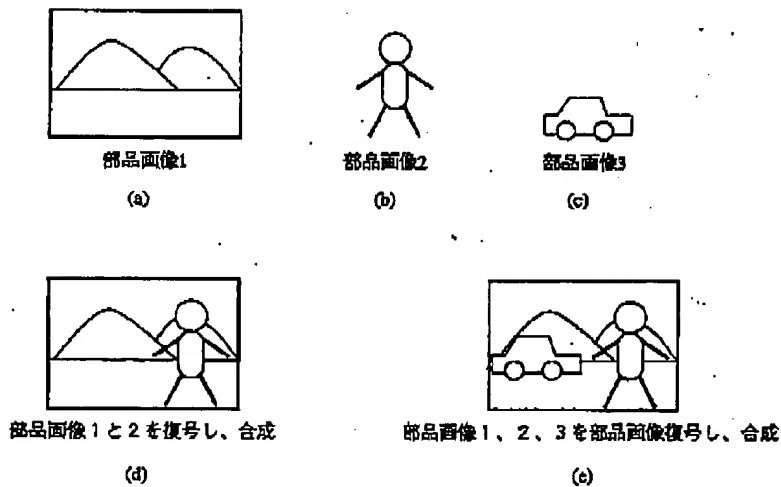 部品画像1
部品画像2
部品画像3
(a)
(b)
(c)
部品画像1と2を復号し、合成
部品画像1、2、3を部品画像復号し、合成
(d)
(e)